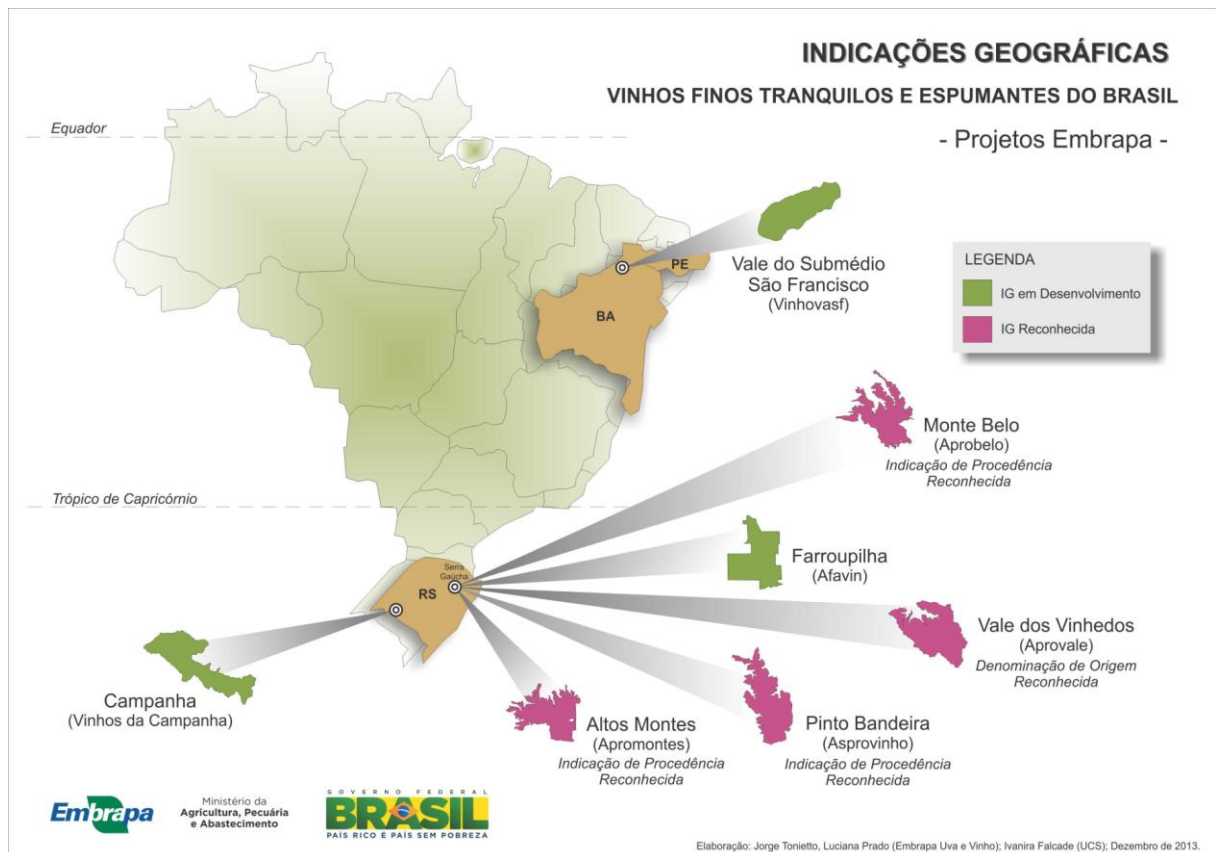 INDICAÇÕES GEOGRÁFICAS
VINHOS FINOS TRANQUILOS E ESPUMANTES DO BRASIL
- Projetos Embrapa -
Equador
Vale do Submédio
São Francisco
(Vinhovasf)
PE
BA
LEGENDA
IG em Desenvolvimento
IG Reconhecida
Monte Belo
(Aprobelo)
Indicação de Procedência
Reconhecida
Trópico de Capricórnio
Farroupilha
(Afavin)
Serra
Gaúcha
RS
Vale dos Vinhedos
(Aprovale)
Denominação de Origem
Reconhecida
Campanha
(Vinhos da Campanha)
Altos Montes
(Apromontes)
Indicação de Procedência
Reconhecida
Pinto Bandeira
(Asprovinho)
Indicação de Procedência
Reconhecida
Embrapa
Ministério da
Agricultura, Pecuária
e Abastecimento
GOVERNO FEDERAL
BRASIL
PAÍS RICO É PAÍS SEM POBREZA
Elaboração: Jorge Tonietto, Luciana Prado (Embrapa Uva e Vinho); Ivanira Falcade (UCS); Dezembro de 2013.